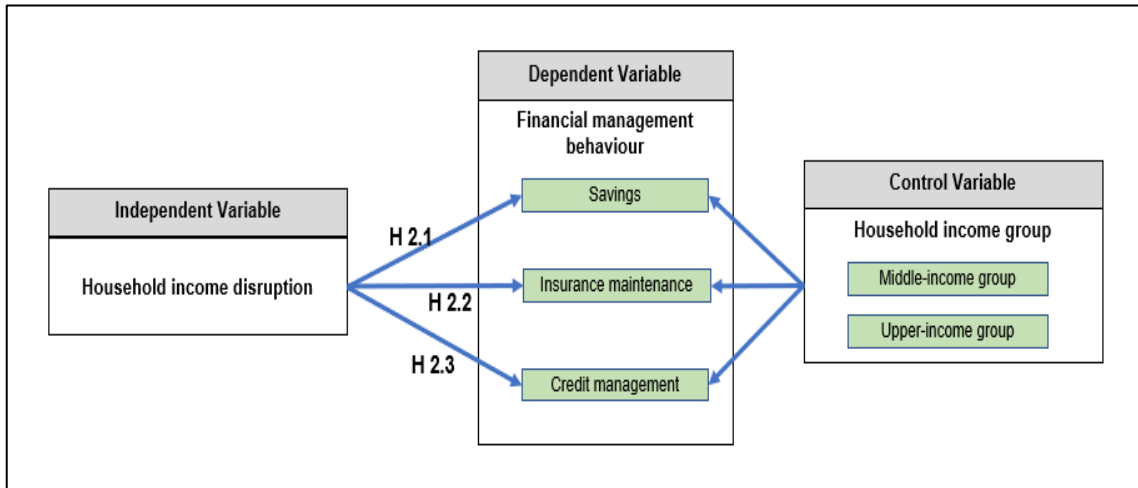 Independent Variable
Household income disruption
H 2.1
H 2.2
H 2.3
Dependent Variable
Financial management
behaviour
Savings
Insurance maintenance
Credit management
Control Variable
Household income group
Middle-income group
Upper-income group